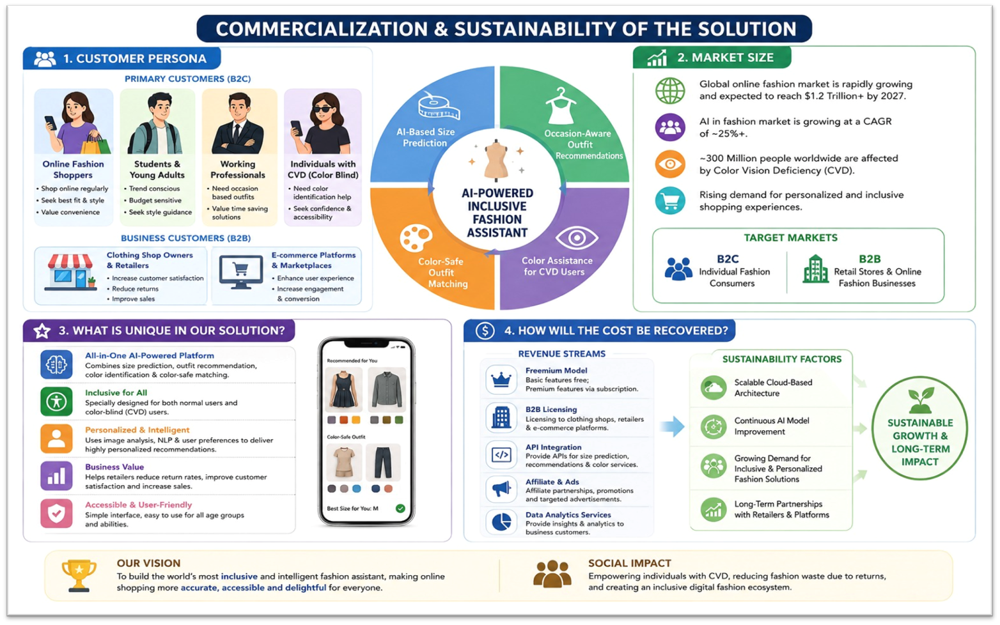 COMMERCIALIZATION & SUSTAINABILITY OF THE SOLUTION
1. CUSTOMER PERSONA
PRIMARY CUSTOMERS (B2C)
Online Fashion
Shoppers
• Shop online regularly
• Seek best fit & style
• Value convenience
Students &
Young Adults
• Trend conscious
• Budget sensitive
• Seek style guidance
Working
Professionals
• Need occasion
based outfits
• Value time saving
solutions
Individuals with
CVD (Color Blind)
• Need color
identification help
• Seek confidence &
accessibility
BUSINESS CUSTOMERS (B2B)
Clothing Shop Owners
& Retailers
• Increase customer satisfaction
• Reduce returns
• Improve sales
E-commerce Platforms
& Marketplaces
• Enhance user experience
• Increase engagement
& conversion
AI-Based Size
Prediction
Occasion-Aware
Outfit
Recommendations
AI-POWERED
INCLUSIVE
FASHION
ASSISTANT
Color-Safe
Outfit
Matching
Color Assistance
for CVD Users
2. MARKET SIZE
Global online fashion market is rapidly growing
and expected to reach $1.2 Trillion+ by 2027.
AI in fashion market is growing at a CAGR
of ~25%+.
~300 Million people worldwide are affected
by Color Vision Deficiency (CVD).
Rising demand for personalized and inclusive
shopping experiences.
TARGET MARKETS
B2C
Individual Fashion
Consumers
B2B
Retail Stores & Online
Fashion Businesses
3. WHAT IS UNIQUE IN OUR SOLUTION?
All-in-One AI-Powered Platform
Combines size prediction, outfit recommendation,
color identification & color-safe matching.
Inclusive for All
Specially designed for both normal users and
color-blind (CVD) users.
Personalized & Intelligent
Uses image analysis, NLP & user preferences to deliver
highly personalized recommendations.
Business Value
Helps retailers reduce return rates, improve customer
satisfaction and increase sales.
Accessible & User-Friendly
Simple interface, easy to use for all age groups
and abilities.
Recommended for You
Color-Safe Outfit
Best Size for You: M
4. HOW WILL THE COST BE RECOVERED?
REVENUE STREAMS
Freemium Model
Basic features free;
Premium features via subscription.
B2B Licensing
Licensing to clothing shops, retailers
& e-commerce platforms.
API Integration
Provide APIs for size prediction,
recommendations & color services.
Affiliate & Ads
Affiliate partnerships, promotions
and targeted advertisements.
Data Analytics Services
Provide insights & analytics to
business customers.
SUSTAINABILITY FACTORS
Scalable Cloud-Based
Architecture
Continuous AI Model
Improvement
Growing Demand for
Inclusive & Personalized
Fashion Solutions
Long-Term Partnerships
with Retailers & Platforms
SUSTAINABLE
GROWTH &
LONG-TERM
IMPACT
OUR VISION
To build the world's most inclusive and intelligent fashion assistant, making online
shopping more accurate, accessible and delightful for everyone.
SOCIAL IMPACT
Empowering individuals with CVD, reducing fashion waste due to returns,
and creating an inclusive digital fashion ecosystem.